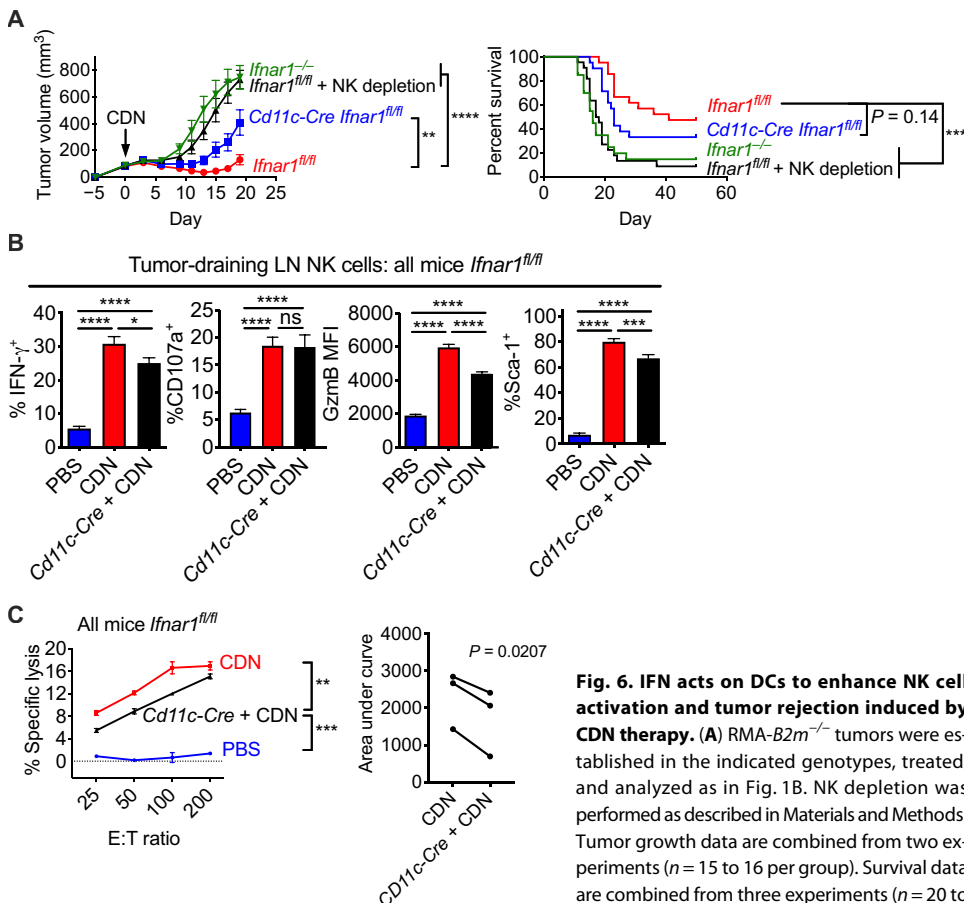 A
Tumor volume (mm³)
800
600
400
200
0
CDN
Ifnar1−/−
Ifnar1fl/fl + NK depletion
Cd11c-Cre Ifnar1fl/fl
Ifnar1fl/fl
**
****
−5 0 5 10 15 20 25
Day
Percent survival
100
80
60
40
20
0
Ifnar1fl/fl
Cd11c-Cre Ifnar1fl/fl
Ifnar1−/−
Ifnar1fl/fl + NK depletion
P = 0.14
***
0 20 40 60
Day
B
Tumor-draining LN NK cells: all mice Ifnar1fl/fl
% IFN-γ+
40
30
20
10
0
****
**** *
PBS
CDN
Cd11c-Cre + CDN
%CD107a+
25
20
15
10
5
0
****
**** ns
PBS
CDN
Cd11c-Cre + CDN
GzmB MFI
8000
6000
4000
2000
0
****
**** ****
PBS
CDN
Cd11c-Cre + CDN
%Sca-1+
100
80
60
40
20
0
****
**** ***
PBS
CDN
Cd11c-Cre + CDN
C
All mice Ifnar1fl/fl
% Specific lysis
20
16
12
8
4
0
CDN
Cd11c-Cre + CDN
PBS
**
***
25 50 100 200
E:T ratio
Area under curve
4000
3000
2000
1000
0
P = 0.0207
CDN
CD11c-Cre + CDN
Fig. 6. IFN acts on DCs to enhance NK cell
activation and tumor rejection induced by
CDN therapy. (A) RMA-B2m−/− tumors were es-
tablished in the indicated genotypes, treated,
and analyzed as in Fig. 1B. NK depletion was
performed as described in Materials and Methods.
Tumor growth data are combined from two ex-
periments (n = 15 to 16 per group). Survival data
are combined from three experiments (n = 20 to